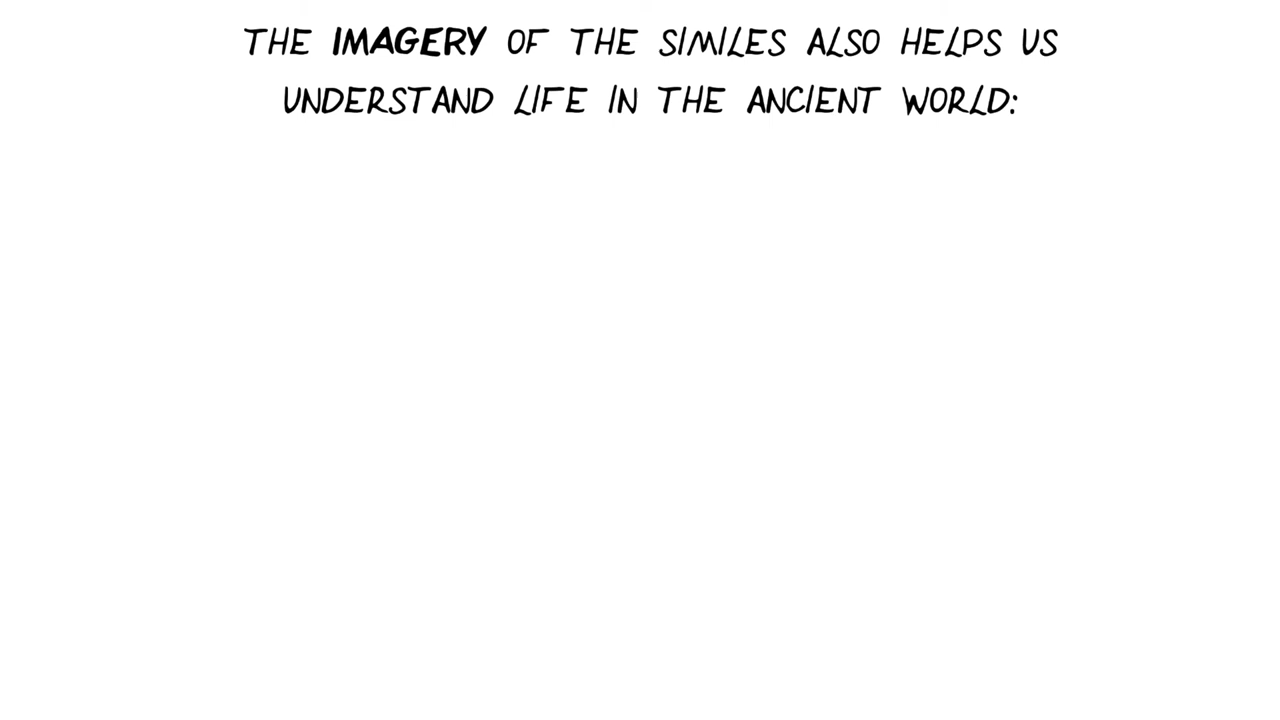 THE IMAGERY OF THE SIMILES ALSO HELPS US
UNDERSTAND LIFE IN THE ANCIENT WORLD: